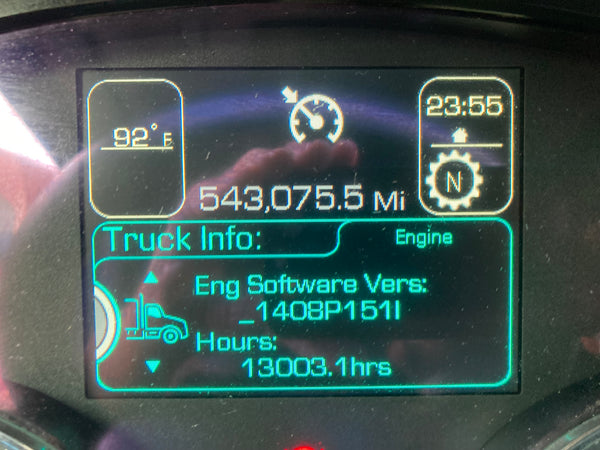 92°F
23:55
N
543,075.5 Mi
Truck Info:
Engine
Eng Software Vers:
_1408P151I
Hours:
13003.1hrs